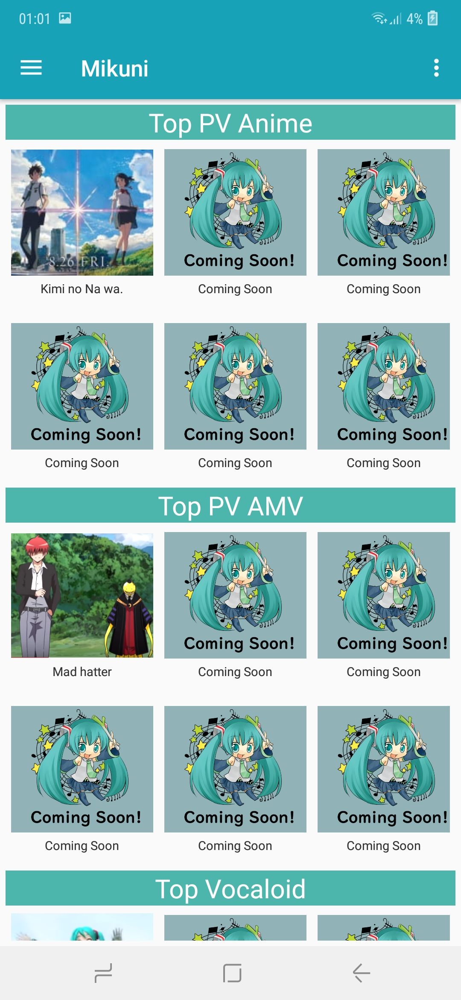 01:01
4%
Mikuni
Top PV Anime
8.26 FRI.
Coming Soon! Coming Soon!
Kimi no Na wa. Coming Soon Coming Soon
Coming Soon! Coming Soon! Coming Soon!
Coming Soon Coming Soon Coming Soon
Top PV AMV
Coming Soon! Coming Soon!
Mad hatter Coming Soon Coming Soon
Coming Soon! Coming Soon! Coming Soon!
Coming Soon Coming Soon Coming Soon
Top Vocaloid